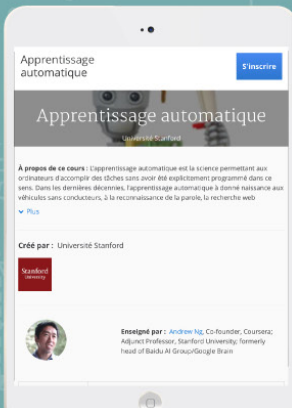 Apprentissage
automatique
S'inscrire
Apprentissage automatique
Université Stanford
À propos de ce cours : L'apprentissage automatique est la science permettant aux
ordinateurs d'accomplir des tâches sans avoir été explicitement programmé dans ce
sens. Dans les dernières décennies, l'apprentissage automatique à donné naissance aux
véhicules sans conducteurs, à la reconnaissance de la parole, la recherche web
Plus
Créé par : Université Stanford
Stanford
University
Enseigné par : Andrew Ng, Co-founder, Coursera;
Adjunct Professor, Stanford University; formerly
head of Baidu AI Group/Google Brain